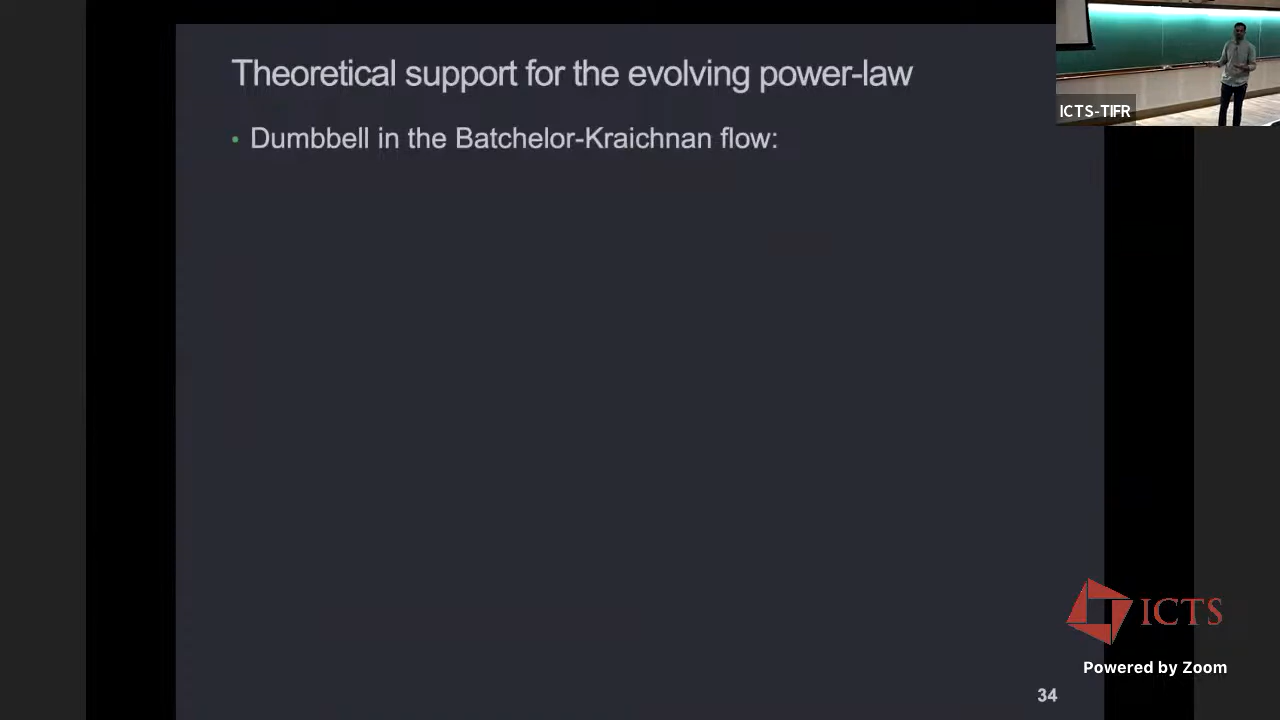 Theoretical support for the evolving power-law
• Dumbbell in the Batchelor-Kraichnan flow:
ICTS-TIFR
ICTS
Powered by Zoom
34